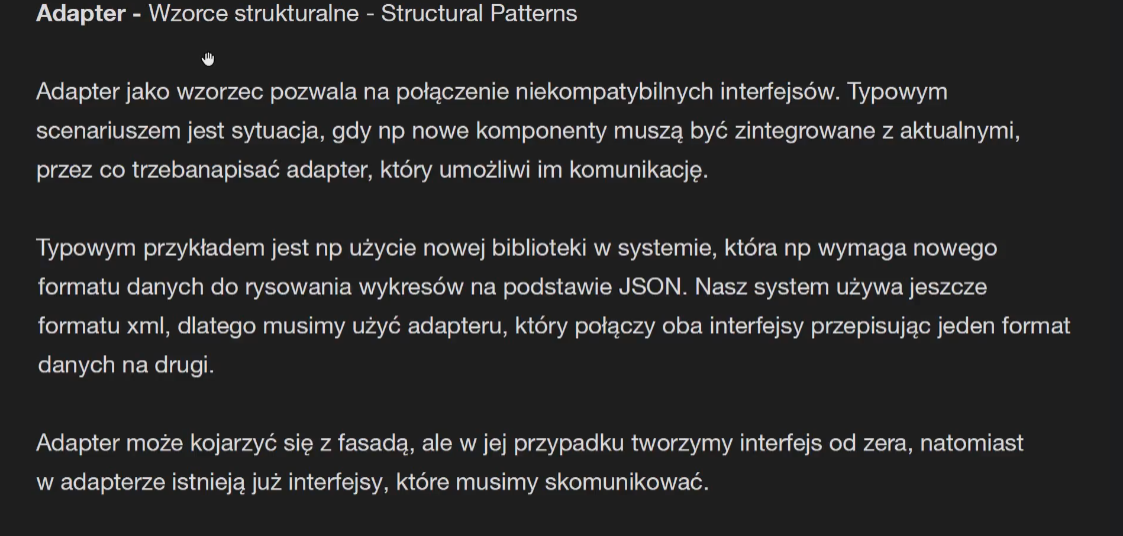 Adapter - Wzorce strukturalne - Structural Patterns
Adapter jako wzorzec pozwala na połączenie niekompatybilnych interfejsów. Typowym
scenariuszem jest sytuacja, gdy np nowe komponenty muszą być zintegrowane z aktualnymi,
przez co trzebanapisać adapter, który umożliwi im komunikację.
Typowym przykładem jest np użycie nowej biblioteki w systemie, która np wymaga nowego
formatu danych do rysowania wykresów na podstawie JSON. Nasz system używa jeszcze
formatu xml, dlatego musimy użyć adapteru, który połączy oba interfejsy przepisując jeden format
danych na drugi.
Adapter może kojarzyć się z fasadą, ale w jej przypadku tworzymy interfejs od zera, natomiast
w adapterze istnieją już interfejsy, które musimy skomunikować.